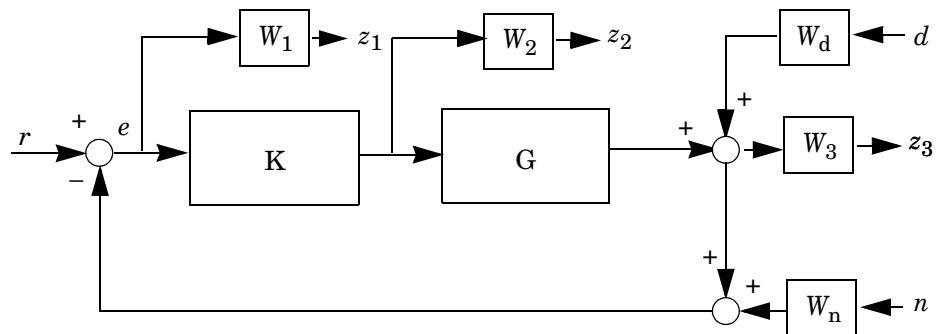 W1 z1 W2 z2 Wd d
r + e K G + + W3 z3
−
+ + Wn n